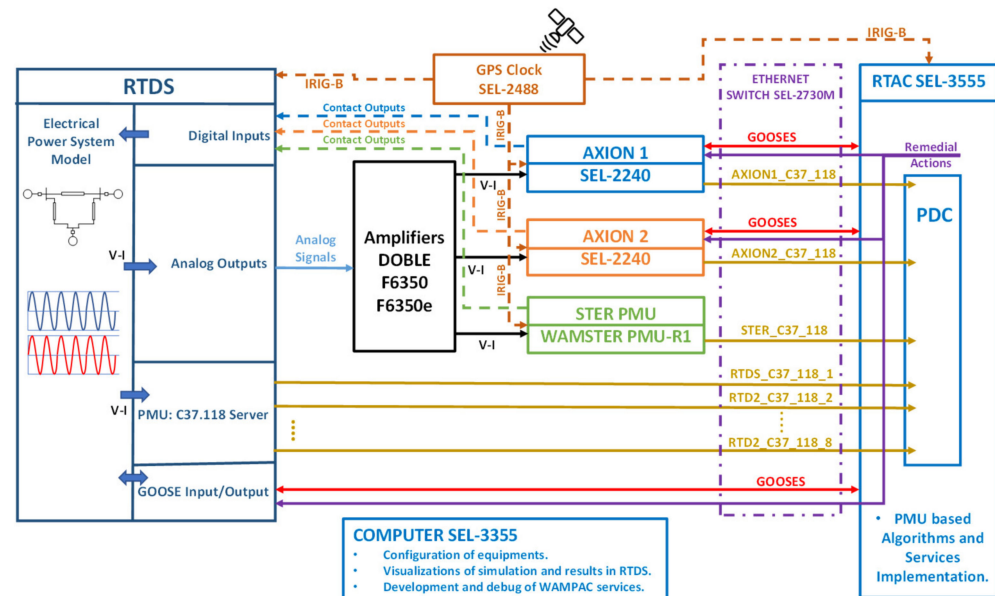 IRIG-B
GPS Clock
SEL-2488
IRIG-B
RTDS
ETHERNET
SWITCH SEL-2730M
RTAC SEL-3555
Electrical
Power System
Model
Digital Inputs
Contact Outputs
Contact Outputs
Contact Outputs
IRIG-B
AXION 1
SEL-2240
GOOSES
Remedial
Actions
V-I
AXION1_C37_118
IRIG-B
PDC
Analog
Signals
Amplifiers
DOBLE
F6350
F6350e
AXION 2
SEL-2240
GOOSES
AXION2_C37_118
V-I
Analog Outputs
V-I
IRIG-B
STER PMU
WAMSTER PMU-R1
STER_C37_118
V-I
RTDS_C37_118_1
RTD2_C37_118_2
RTD2_C37_118_8
V-I
PMU: C37.118 Server
GOOSE Input/Output
GOOSES
COMPUTER SEL-3355
• Configuration of equipments.
• Visualizations of simulation and results in RTDS.
• Development and debug of WAMPAC services.
• PMU based
Algorithms and
Services
Implementation.